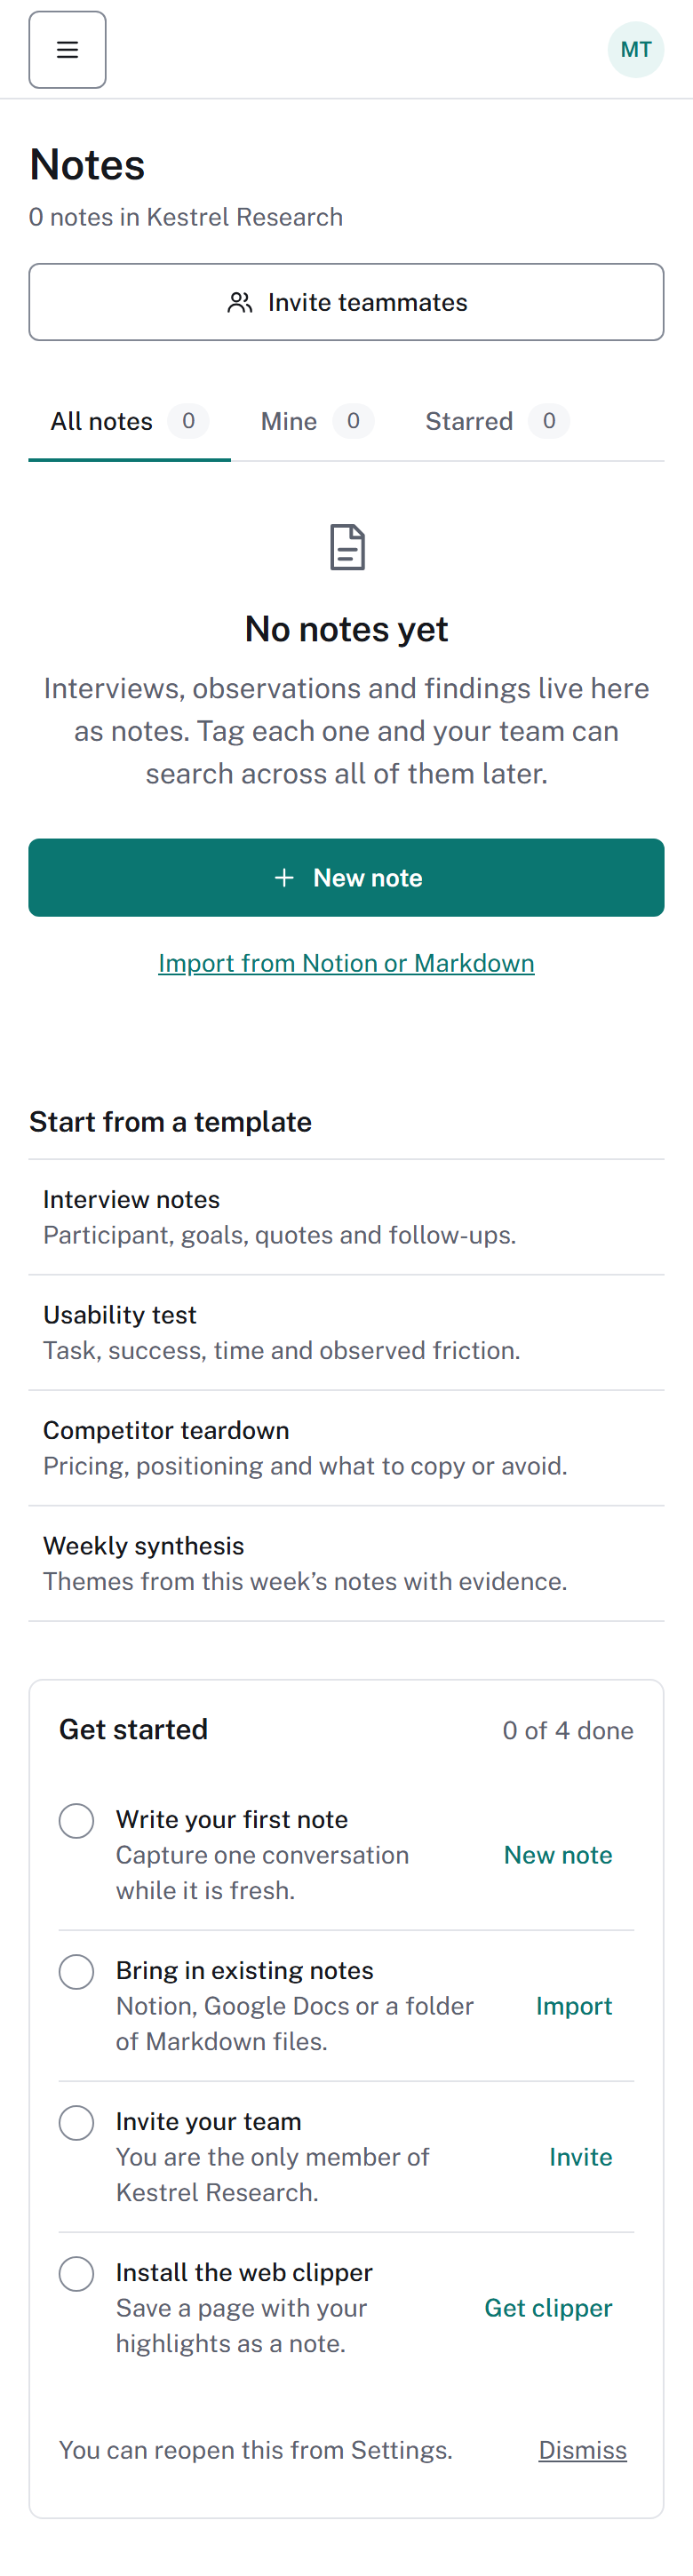 MT
Notes
0 notes in Kestrel Research
Invite teammates
All notes 0 Mine 0 Starred 0
No notes yet
Interviews, observations and findings live here
as notes. Tag each one and your team can
search across all of them later.
+ New note
Import from Notion or Markdown
Start from a template
Interview notes
Participant, goals, quotes and follow-ups.
Usability test
Task, success, time and observed friction.
Competitor teardown
Pricing, positioning and what to copy or avoid.
Weekly synthesis
Themes from this week’s notes with evidence.
Get started 0 of 4 done
Write your first note
Capture one conversation
while it is fresh.
New note
Bring in existing notes
Notion, Google Docs or a folder
of Markdown files.
Import
Invite your team
You are the only member of
Kestrel Research.
Invite
Install the web clipper
Save a page with your
highlights as a note.
Get clipper
You can reopen this from Settings. Dismiss